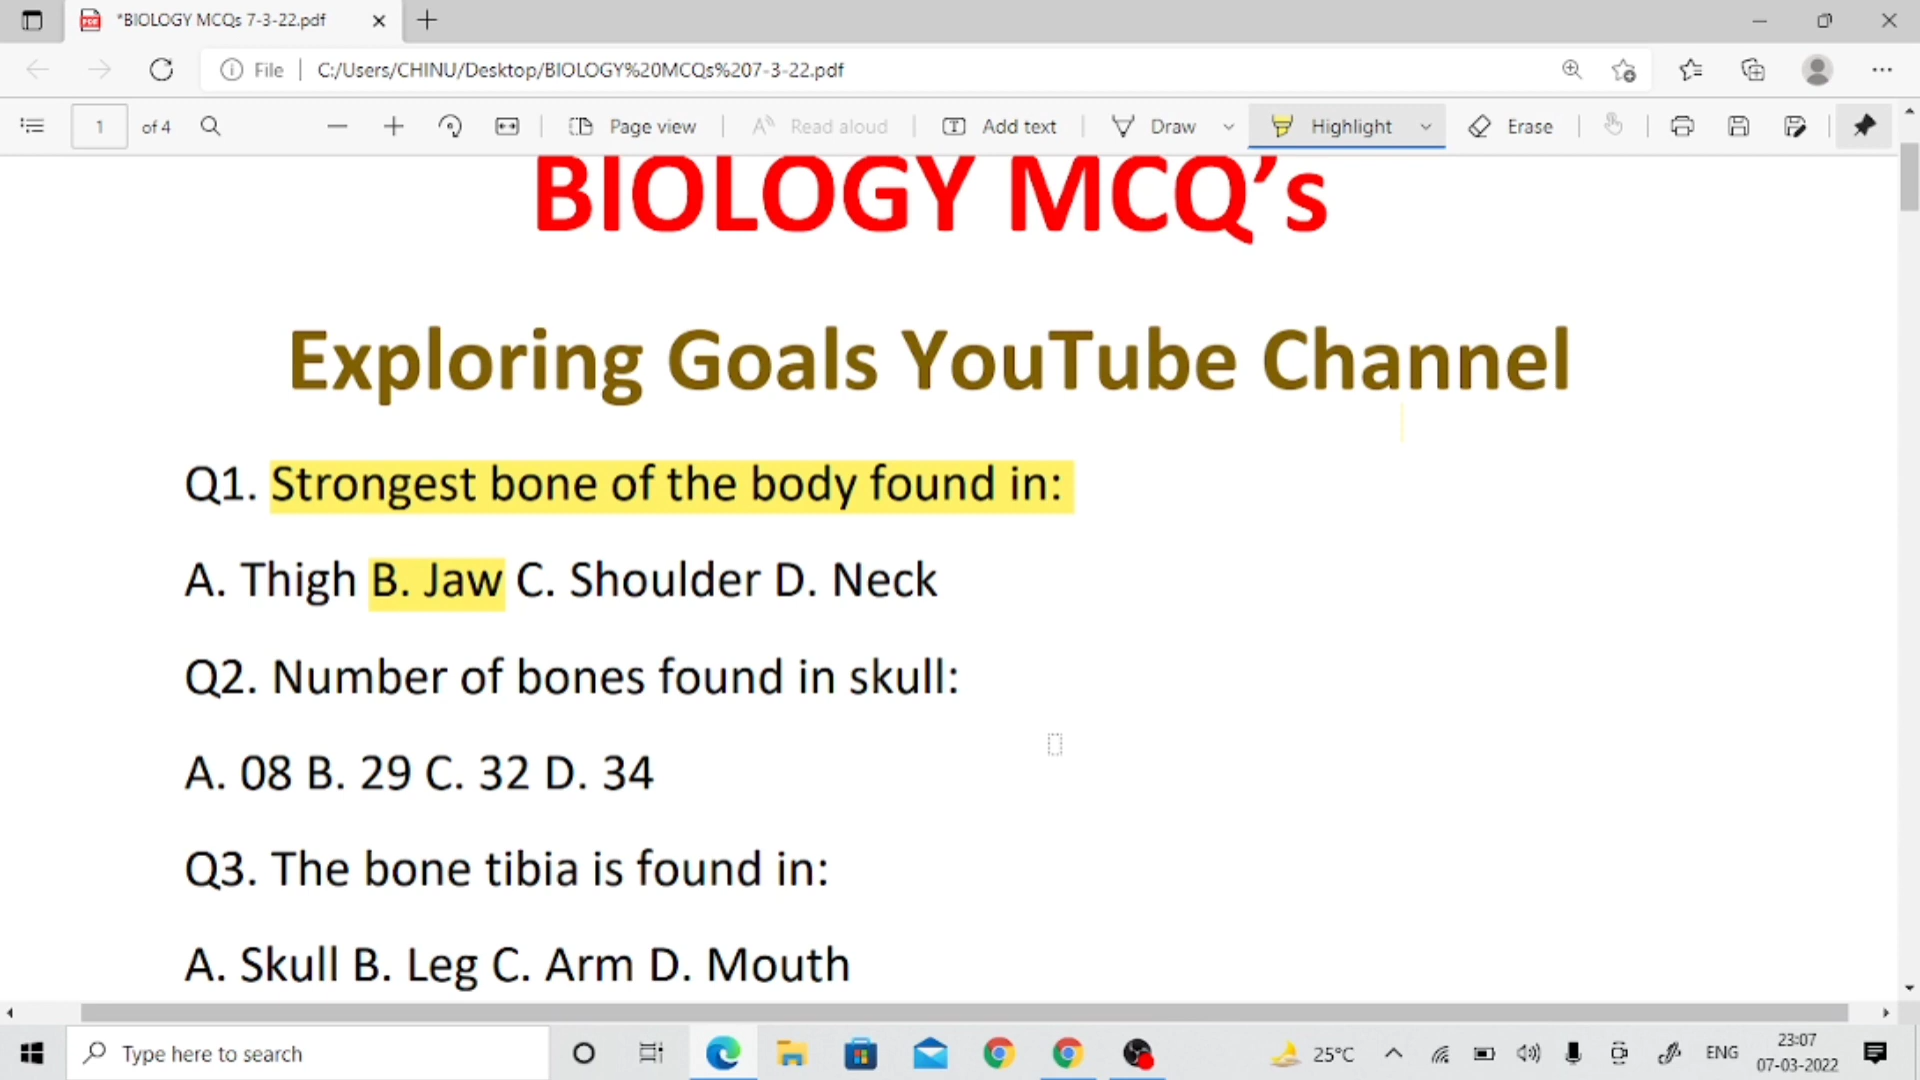 *BIOLOGY MCQs 7-3-22.pdf
File
C:/Users/CHINU/Desktop/BIOLOGY%20MCQs%207-3-22.pdf
1 of 4 Page view Read aloud Add text Draw Highlight Erase
BIOLOGY MCQ’s
Exploring Goals YouTube Channel
Q1. Strongest bone of the body found in:
A. Thigh B. Jaw C. Shoulder D. Neck
Q2. Number of bones found in skull:
A. 08 B. 29 C. 32 D. 34
Q3. The bone tibia is found in:
A. Skull B. Leg C. Arm D. Mouth
Type here to search
25°C
ENG
23:07
07-03-2022